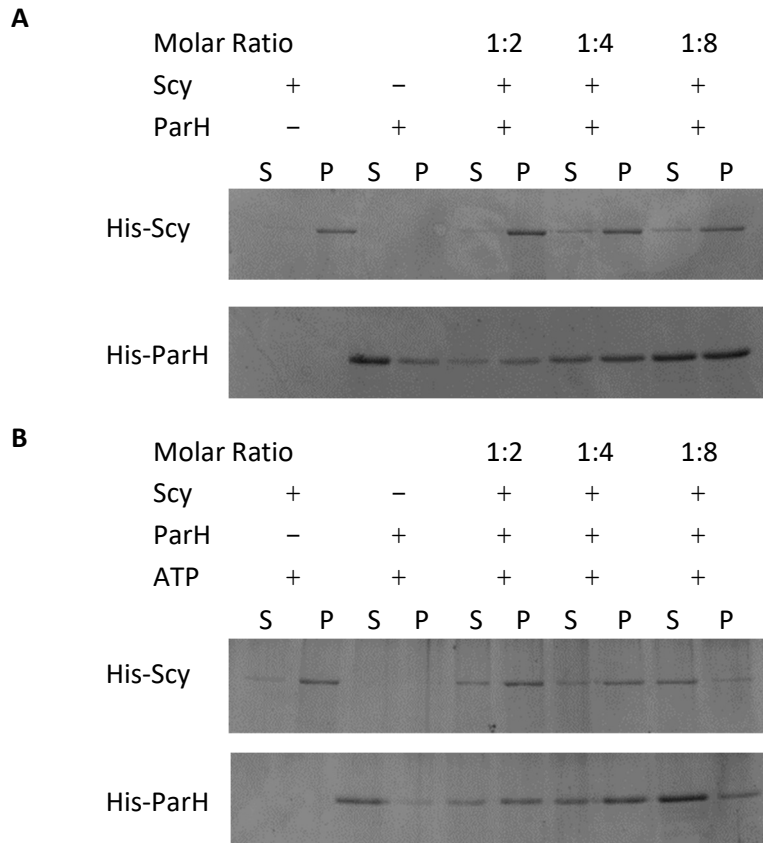 A
Molar Ratio 1:2 1:4 1:8
Scy + − + + +
ParH − + + + +
S P S P S P S P S P
His-Scy
His-ParH
B
Molar Ratio 1:2 1:4 1:8
Scy + − + + +
ParH − + + + +
ATP + + + + +
S P S P S P S P S P
His-Scy
His-ParH